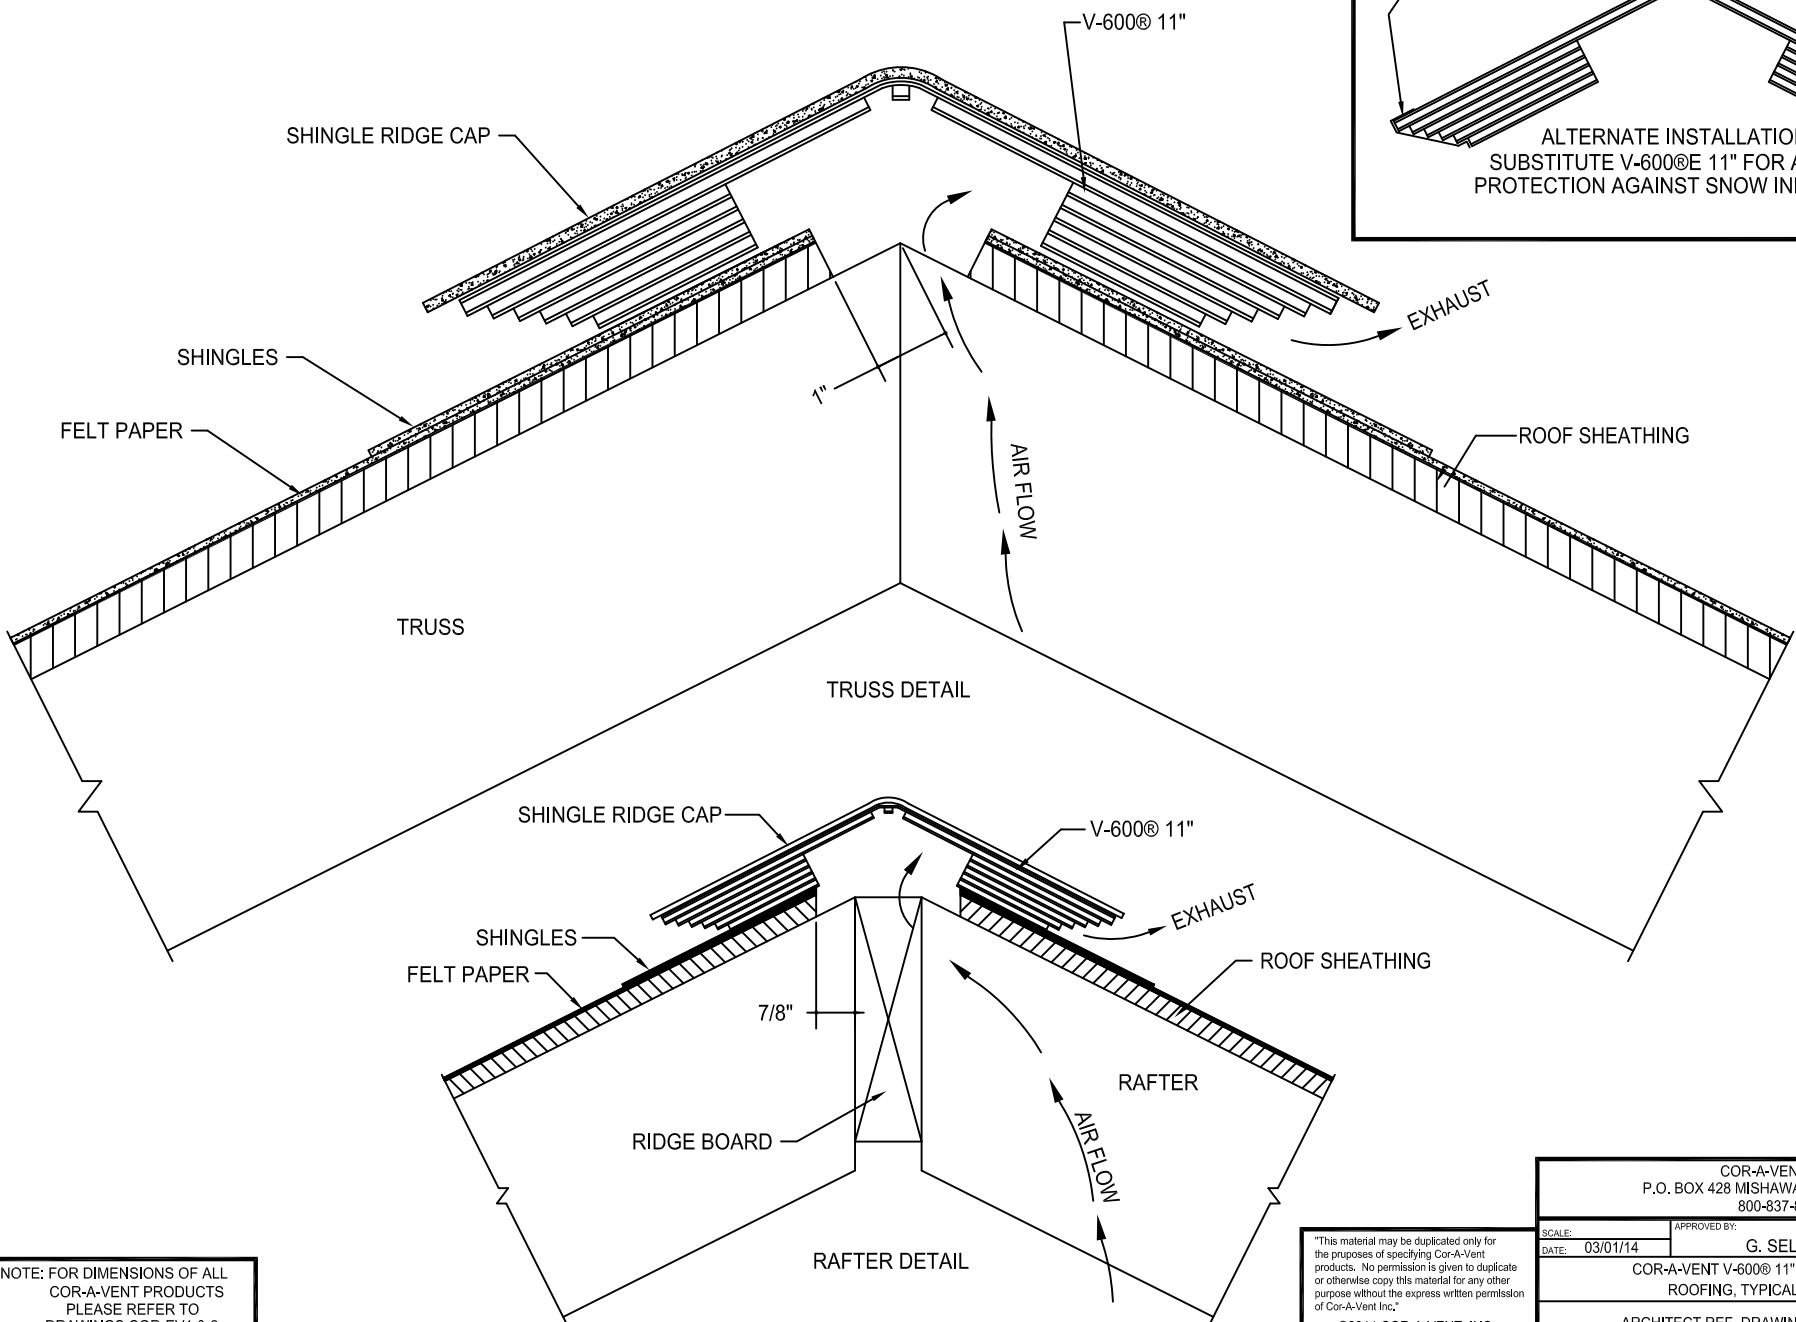 V-600® 11"
SHINGLE RIDGE CAP
ALTERNATE INSTALLATION
SUBSTITUTE V-600®E 11" FOR
PROTECTION AGAINST SNOW
EXHAUST
SHINGLES
1"
FELT PAPER
ROOF SHEATHING
AIR FLOW
TRUSS
TRUSS DETAIL
SHINGLE RIDGE CAP
V-600® 11"
EXHAUST
SHINGLES
FELT PAPER
ROOF SHEATHING
7/8"
RAFTER
RIDGE BOARD
AIR FLOW
RAFTER DETAIL
NOTE: FOR DIMENSIONS OF ALL
COR-A-VENT PRODUCTS
PLEASE REFER TO
"This material may be duplicated only for
the pruposes of specifying Cor-A-Vent
products. No permission is given to duplicate
or otherwise copy this material for any other
purpose without the express written permission
of Cor-A-Vent Inc."
COR-A-VEN
P.O. BOX 428 MISHAWA
800-837-
SCALE:
APPROVED BY:
DATE: 03/01/14
G. SEL
COR-A-VENT V-600® 11"
ROOFING, TYPICAL